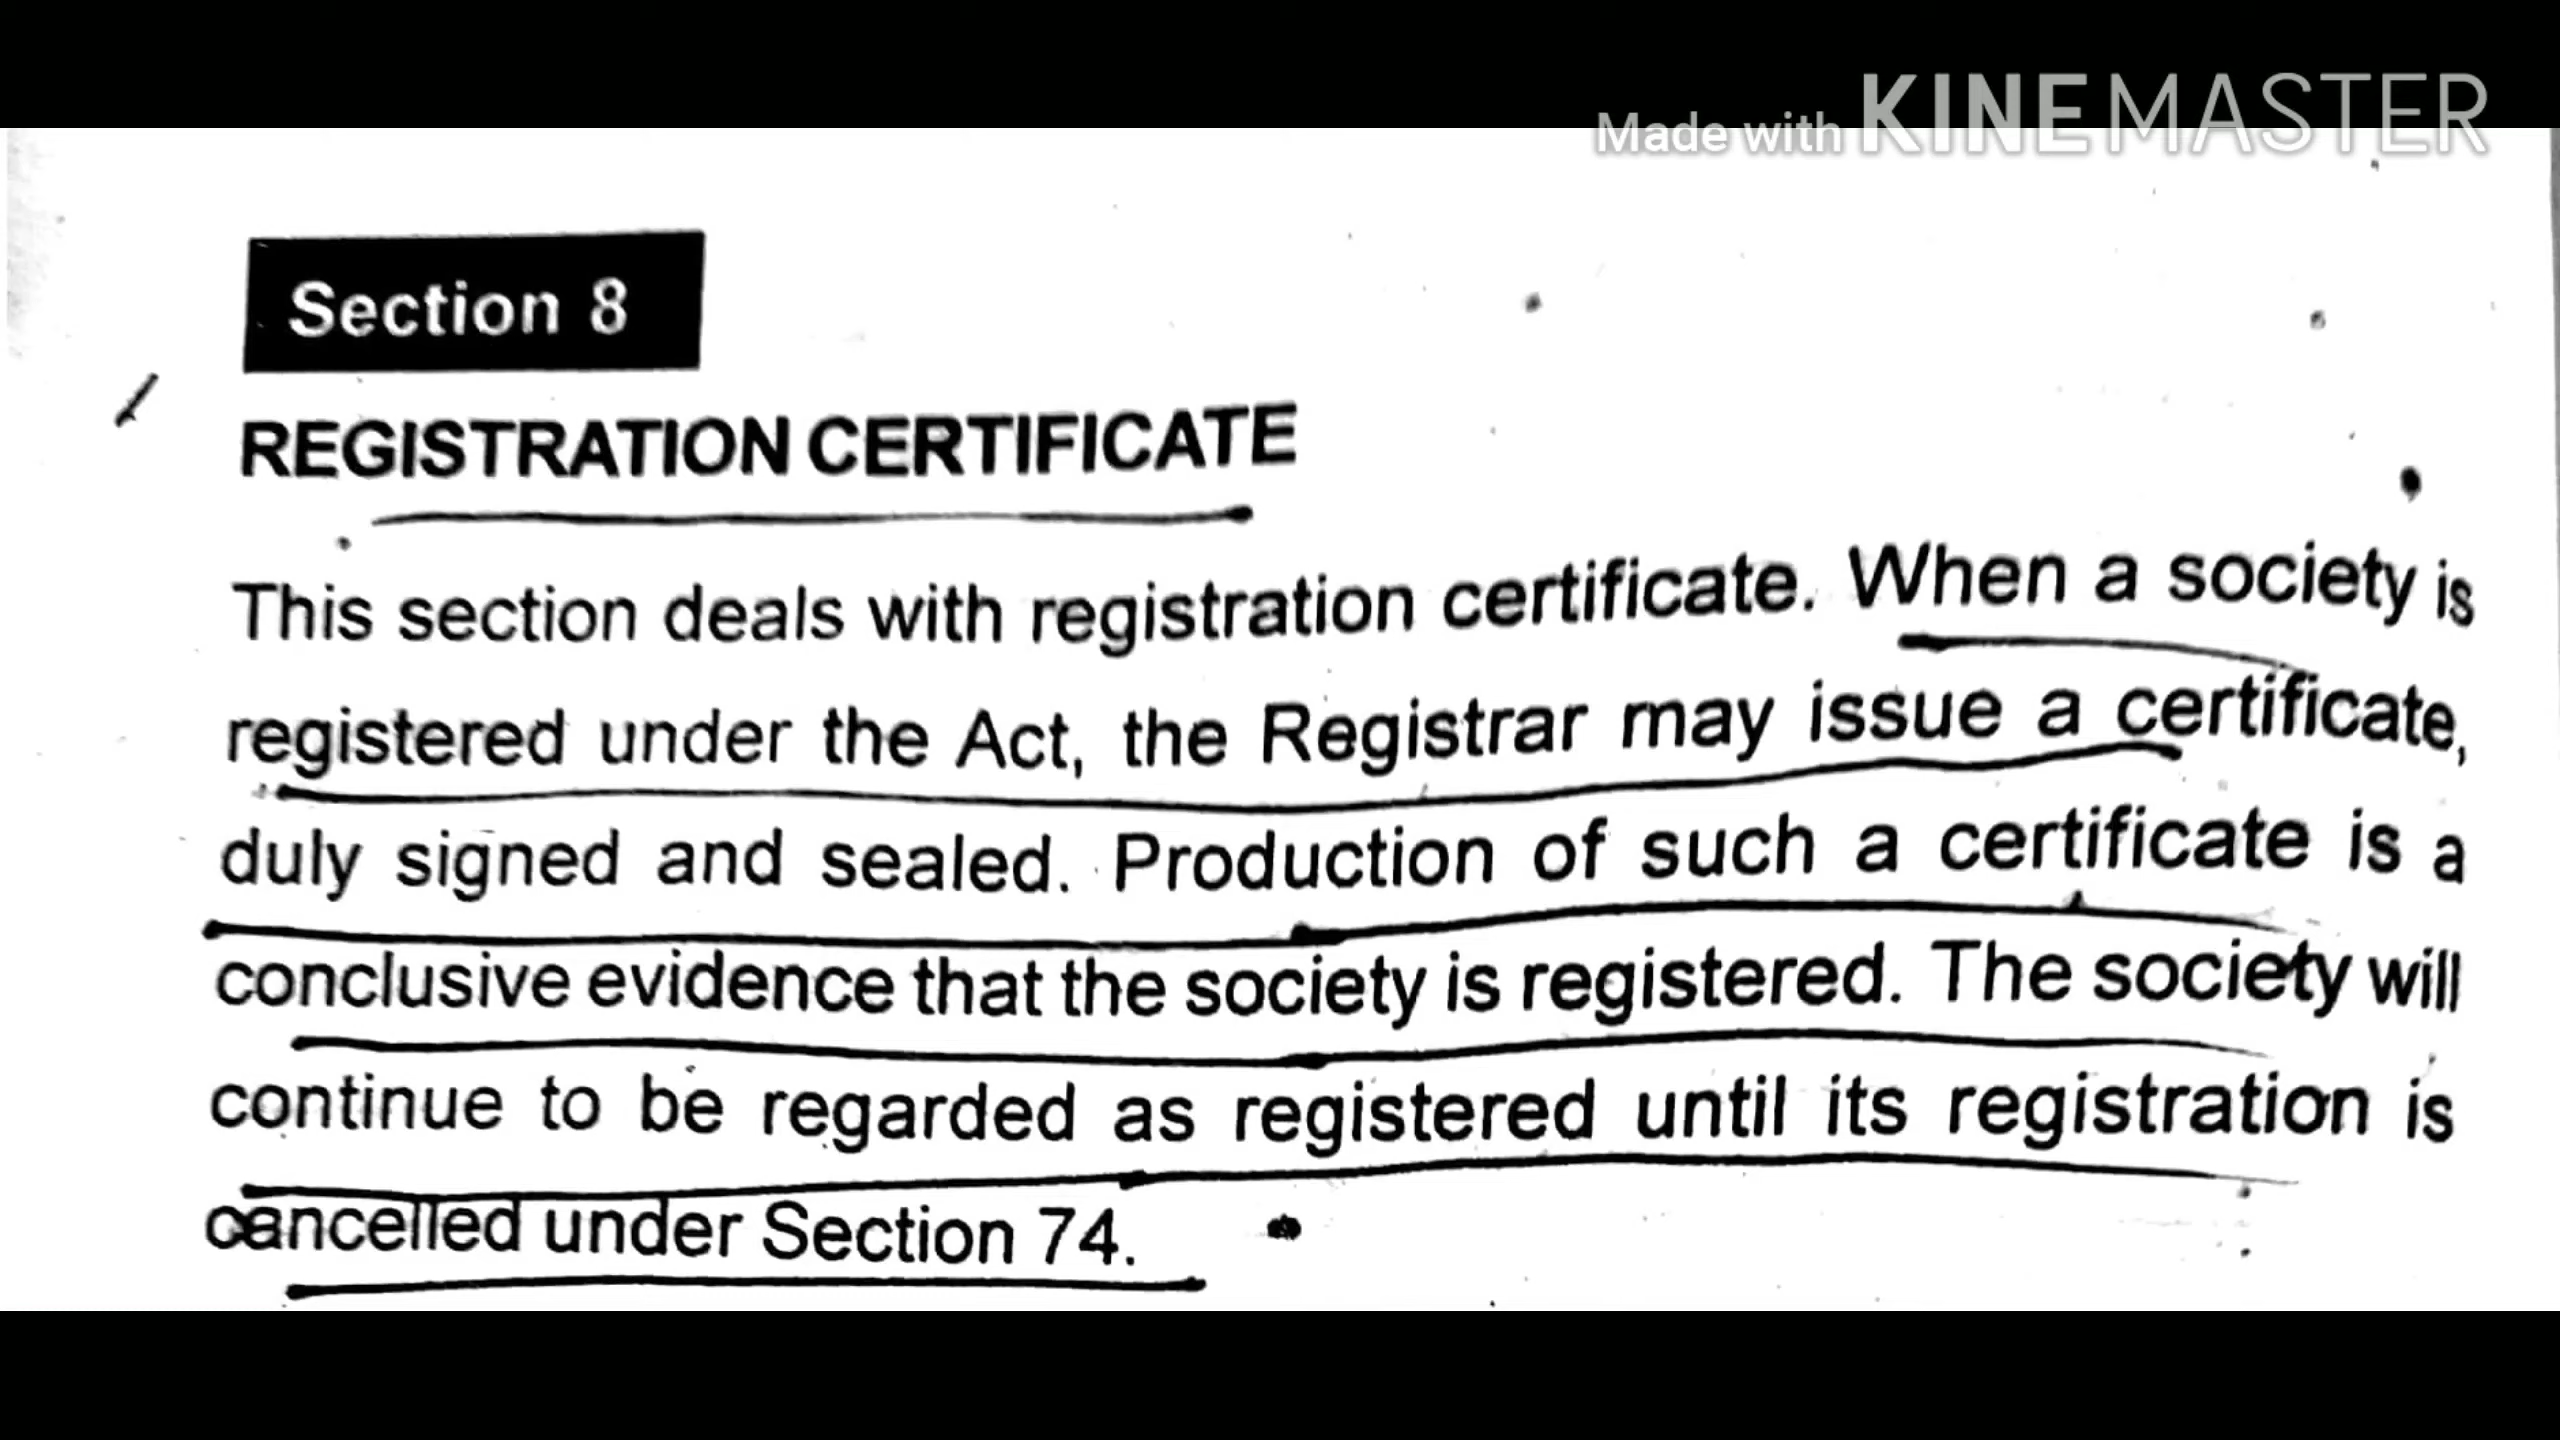 Made with KINEMASTER
Section 8
REGISTRATION CERTIFICATE
This section deals with registration certificate. When a society is
registered under the Act, the Registrar may issue a certificate,
duly signed and sealed. Production of such a certificate is a
conclusive evidence that the society is registered. The society will
continue to be regarded as registered until its registration is
cancelled under Section 74.